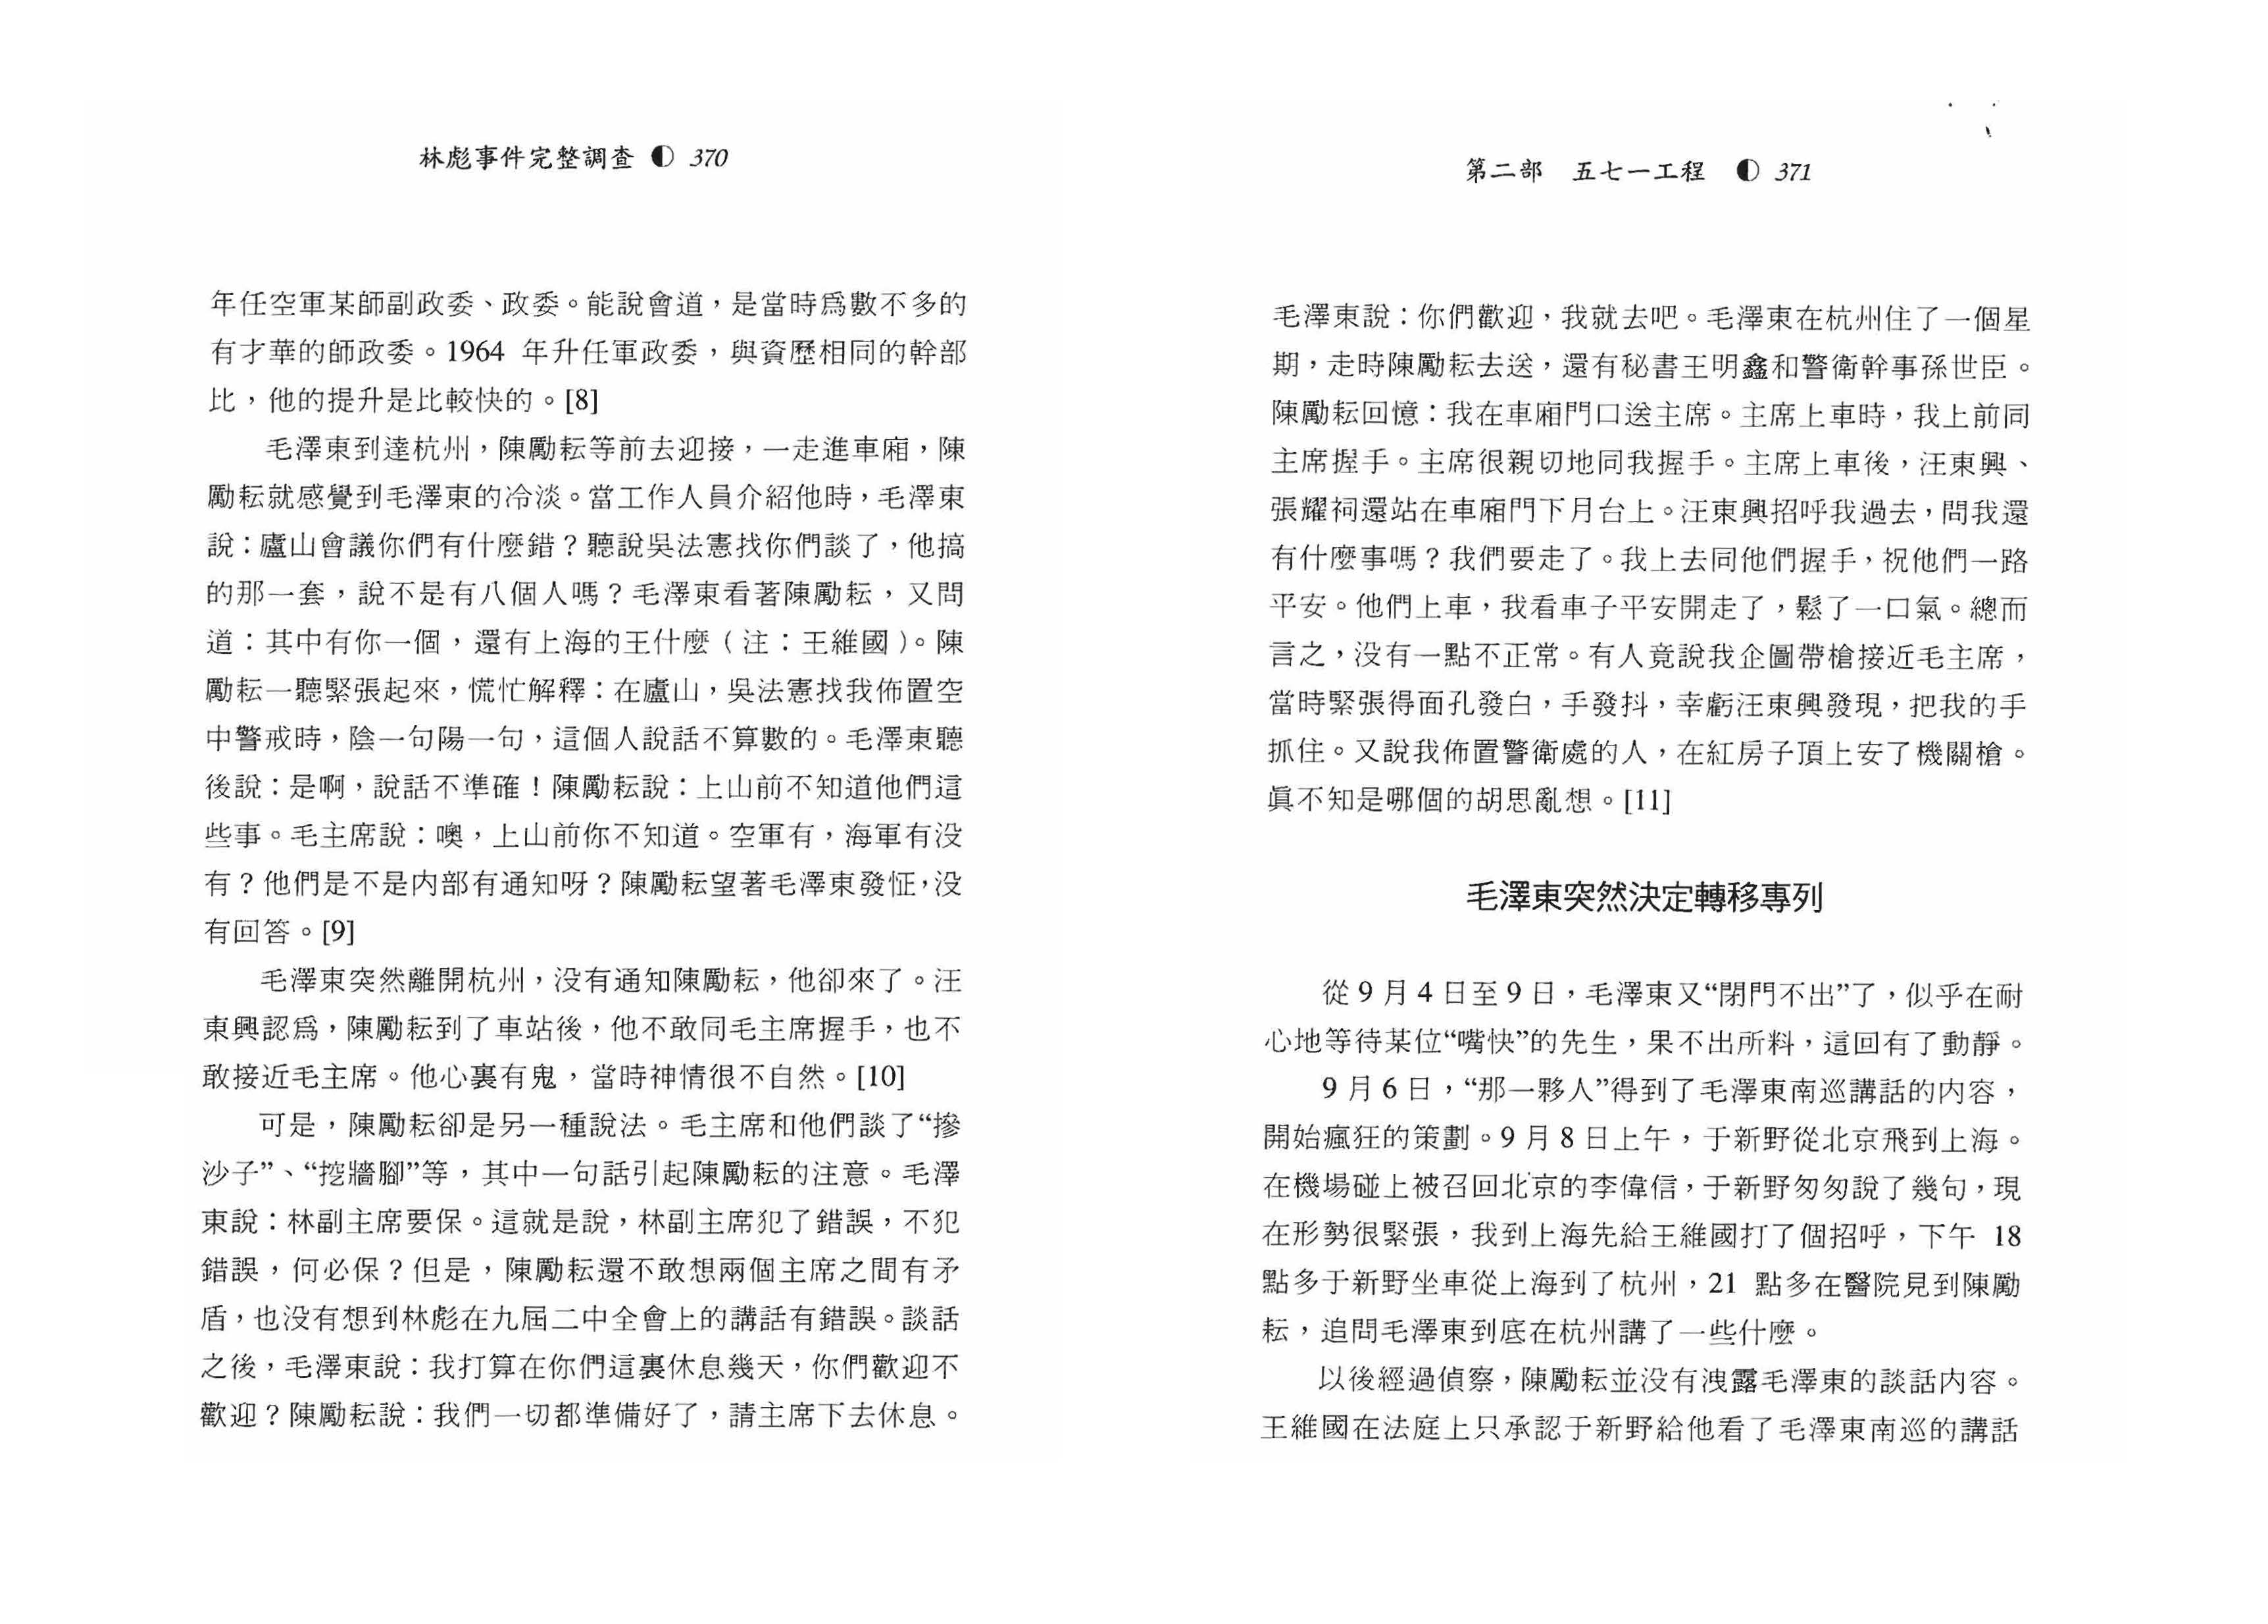 林彪事件完整調查 ◐ 370
年任空軍某師副政委、政委。能說會道，是當時爲數不多的
有才華的師政委。1964 年升任軍政委，與資歷相同的幹部
比，他的提升是比較快的。[8]
毛澤東到達杭州，陳勵耘等前去迎接，一走進車廂，陳
勵耘就感覺到毛澤東的冷淡。當工作人員介紹他時，毛澤東
說：廬山會議你們有什麼錯？聽說吳法憲找你們談了，他搞
的那一套，說不是有八個人嗎？毛澤東看著陳勵耘，又問
道：其中有你一個，還有上海的王什麼（注：王維國）。陳
勵耘一聽緊張起來，慌忙解釋：在廬山，吳法憲找我佈置空
中警戒時，陰一句陽一句，這個人說話不算數的。毛澤東聽
後說：是啊，說話不準確！陳勵耘說：上山前不知道他們這
些事。毛主席說：噢，上山前你不知道。空軍有，海軍有没
有？他們是不是内部有通知呀？陳勵耘望著毛澤東發怔，没
有回答。[9]
毛澤東突然離開杭州，没有通知陳勵耘，他卻來了。汪
東興認爲，陳勵耘到了車站後，他不敢同毛主席握手，也不
敢接近毛主席。他心裏有鬼，當時神情很不自然。[10]
可是，陳勵耘卻是另一種說法。毛主席和他們談了“摻
沙子”、“挖牆腳”等，其中一句話引起陳勵耘的注意。毛澤
東說：林副主席要保。這就是說，林副主席犯了錯誤，不犯
錯誤，何必保？但是，陳勵耘還不敢想兩個主席之間有矛
盾，也没有想到林彪在九屆二中全會上的講話有錯誤。談話
之後，毛澤東說：我打算在你們這裏休息幾天，你們歡迎不
歡迎？陳勵耘說：我們一切都準備好了，請主席下去休息。
第二部 五七一工程 ◐ 371
毛澤東說：你們歡迎，我就去吧。毛澤東在杭州住了一個星
期，走時陳勵耘去送，還有秘書王明鑫和警衛幹事孫世臣。
陳勵耘回憶：我在車廂門口送主席。主席上車時，我上前同
主席握手。主席很親切地同我握手。主席上車後，汪東興、
張耀祠還站在車廂門下月台上。汪東興招呼我過去，問我還
有什麼事嗎？我們要走了。我上去同他們握手，祝他們一路
平安。他們上車，我看車子平安開走了，鬆了一口氣。總而
言之，没有一點不正常。有人竟說我企圖帶槍接近毛主席，
當時緊張得面孔發白，手發抖，幸虧汪東興發現，把我的手
抓住。又說我佈置警衛處的人，在紅房子頂上安了機關槍。
眞不知是哪個的胡思亂想。[11]
毛澤東突然決定轉移專列
從 9 月 4 日至 9 日，毛澤東又“閉門不出”了，似乎在耐
心地等待某位“嘴快”的先生，果不出所料，這回有了動靜。
9 月 6 日，“那一夥人”得到了毛澤東南巡講話的内容，
開始瘋狂的策劃。9 月 8 日上午，于新野從北京飛到上海。
在機場碰上被召回北京的李偉信，于新野匆匆說了幾句，現
在形勢很緊張，我到上海先給王維國打了個招呼，下午 18
點多于新野坐車從上海到了杭州，21 點多在醫院見到陳勵
耘，追問毛澤東到底在杭州講了一些什麼。
以後經過偵察，陳勵耘並没有洩露毛澤東的談話内容。
王維國在法庭上只承認于新野給他看了毛澤東南巡的講話